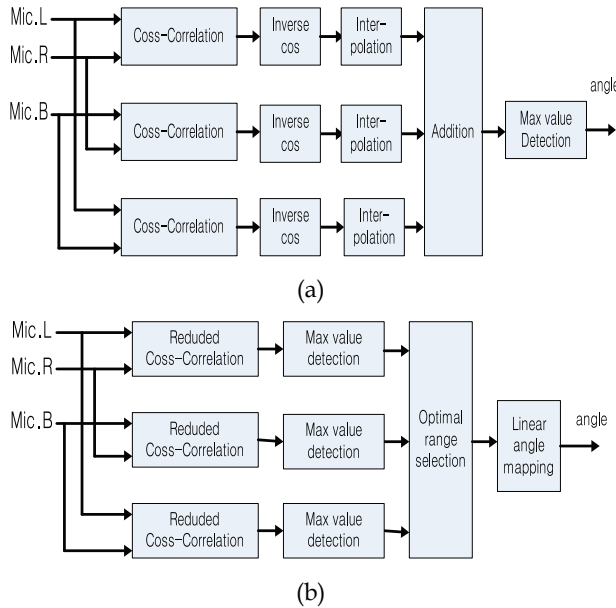 Mic.L
Mic.R
Mic.B
Coss-Correlation
Inverse
cos
Inter-
polation
Coss-Correlation
Inverse
cos
Inter-
polation
Coss-Correlation
Inverse
cos
Inter-
polation
Addition
Max value
Detection
angle
(a)
Mic.L
Mic.R
Mic.B
Reduded
Coss-Correlation
Max value
detection
Reduded
Coss-Correlation
Max value
detection
Reduded
Coss-Correlation
Max value
detection
Optimal
range
selection
Linear
angle
mapping
angle
(b)